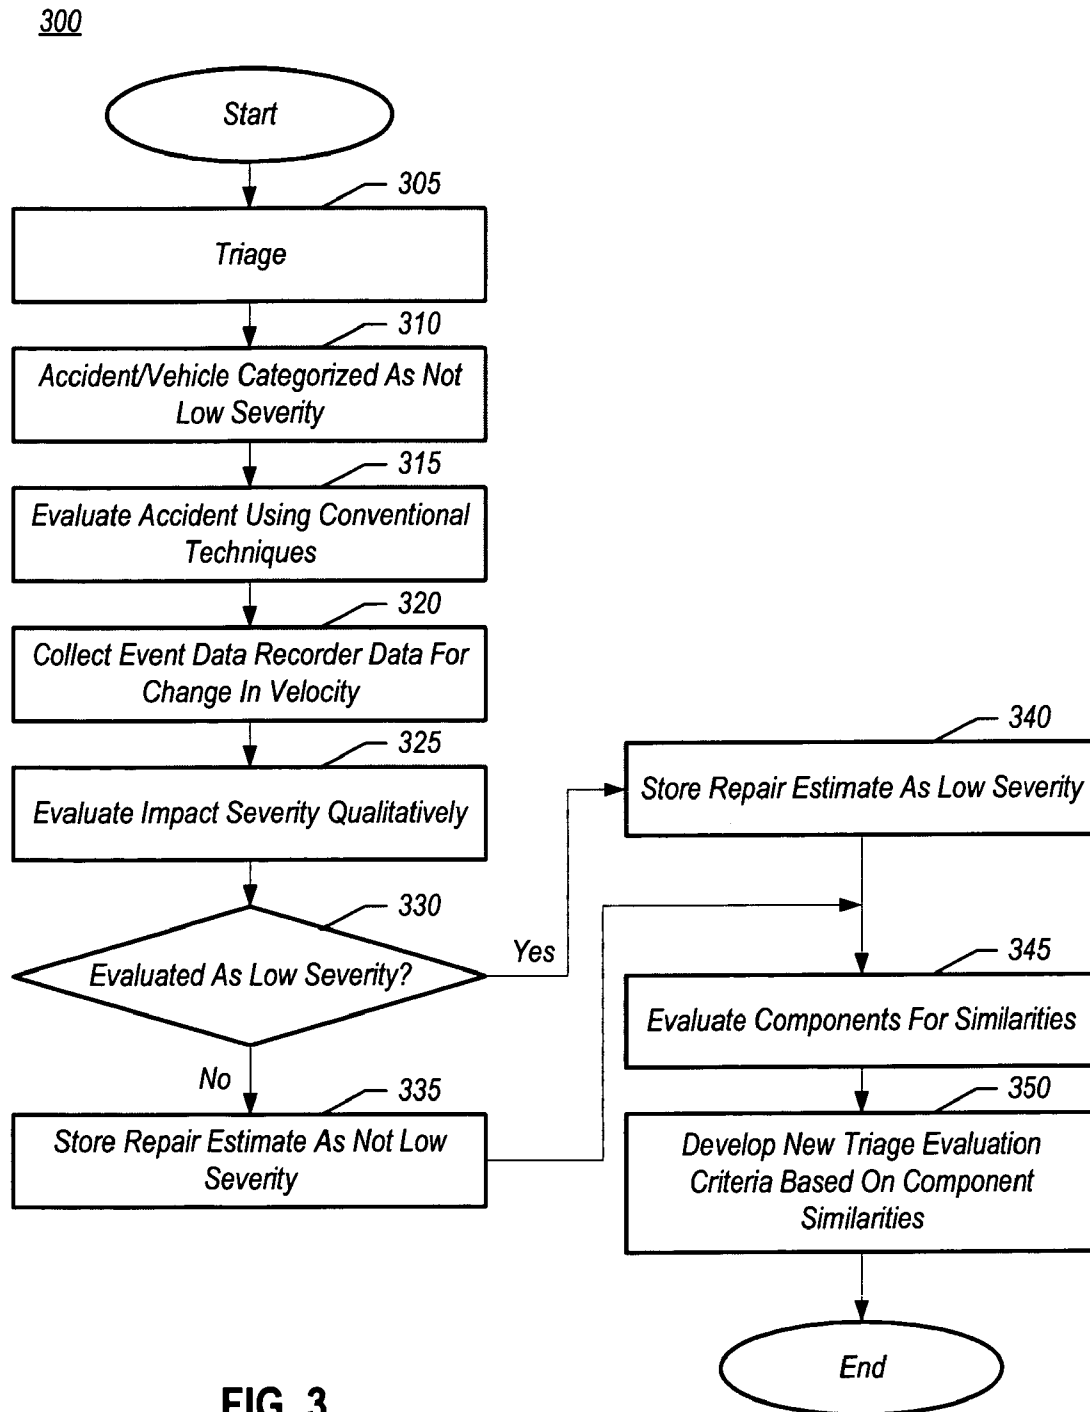 300
Start
305
Triage
310
Accident/Vehicle Categorized As Not
Low Severity
315
Evaluate Accident Using Conventional
Techniques
320
Collect Event Data Recorder Data For
Change In Velocity
325
Evaluate Impact Severity Qualitatively
330
Evaluated As Low Severity?
Yes
No
335
Store Repair Estimate As Not Low
Severity
340
Store Repair Estimate As Low Severity
345
Evaluate Components For Similarities
350
Develop New Triage Evaluation
Criteria Based On Component
Similarities
End
FIG. 3